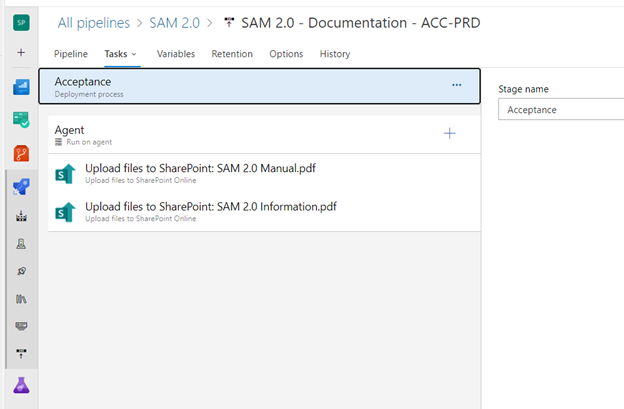 SP
All pipelines > SAM 2.0 > SAM 2.0 - Documentation - ACC-PRD
Pipeline Tasks Variables Retention Options History
Acceptance
Deployment process
...
Stage name
Acceptance
Agent
Run on agent
Upload files to SharePoint: SAM 2.0 Manual.pdf
Upload files to SharePoint Online
Upload files to SharePoint: SAM 2.0 Information.pdf
Upload files to SharePoint Online